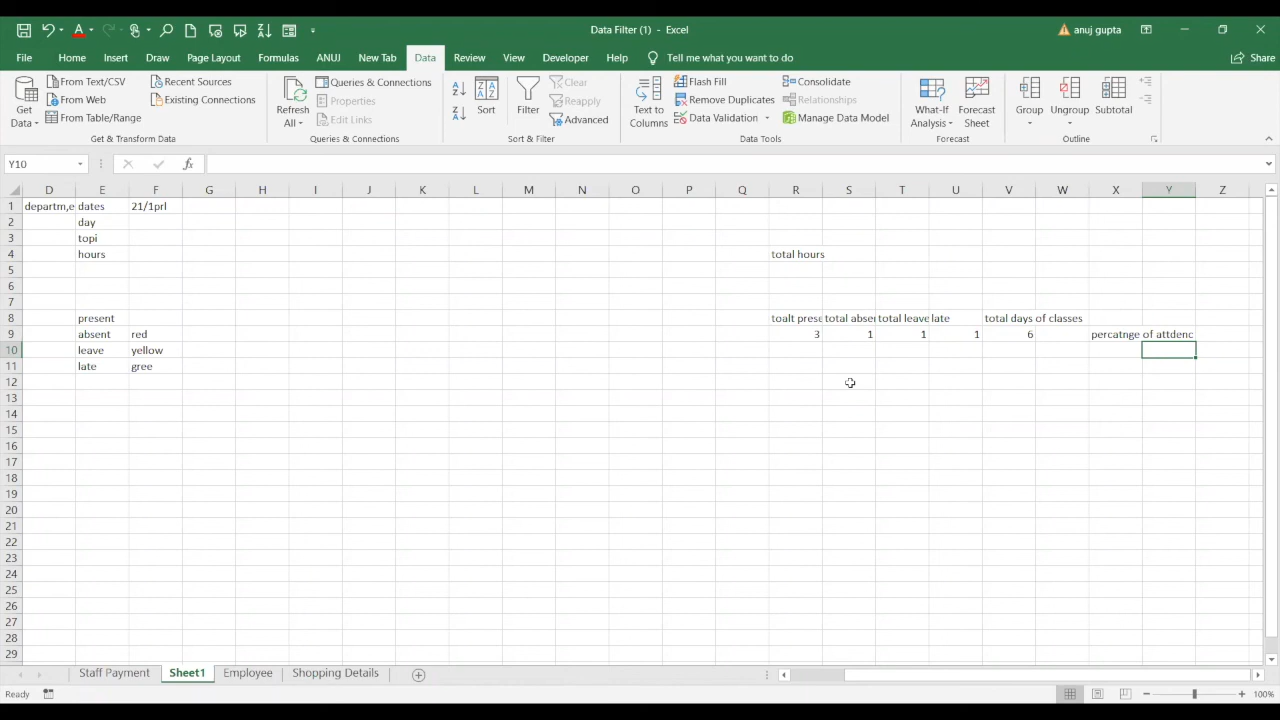 Data Filter (1) - Excel
anuj gupta
File Home Insert Draw Page Layout Formulas ANUJ New Tab Data Review View Developer Help Tell me what you want to do Share
Get Data
From Text/CSV
From Web
From Table/Range
Recent Sources
Existing Connections
Get & Transform Data
Refresh All
Queries & Connections
Properties
Edit Links
Queries & Connections
Sort
Filter
Clear
Reapply
Advanced
Sort & Filter
Text to Columns
Flash Fill
Remove Duplicates
Data Validation
Consolidate
Relationships
Manage Data Model
Data Tools
What-If Analysis
Forecast Sheet
Forecast
Group
Ungroup
Subtotal
Outline
Y10
fx
D E F G H I J K L M N O P Q R S T U V W X Y Z
1 departm,e dates 21/1prl
2 day
3 topi
4 hours total hours
5
6
7
8 present toalt prese total absen total leave late total days of classes
9 absent red 3 1 1 1 6 percatnge of attdenc
10 leave yellow
11 late gree
12
13
14
15
16
17
18
19
20
21
22
23
24
25
26
27
28
29
Staff Payment Sheet1 Employee Shopping Details
Ready 100%